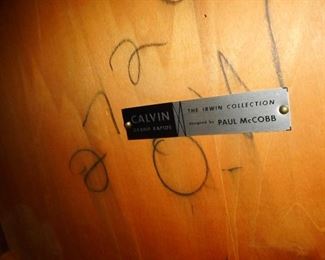 CALVIN
GRAND RAPIDS
THE IRWIN COLLECTION
designed by PAUL McCOBB